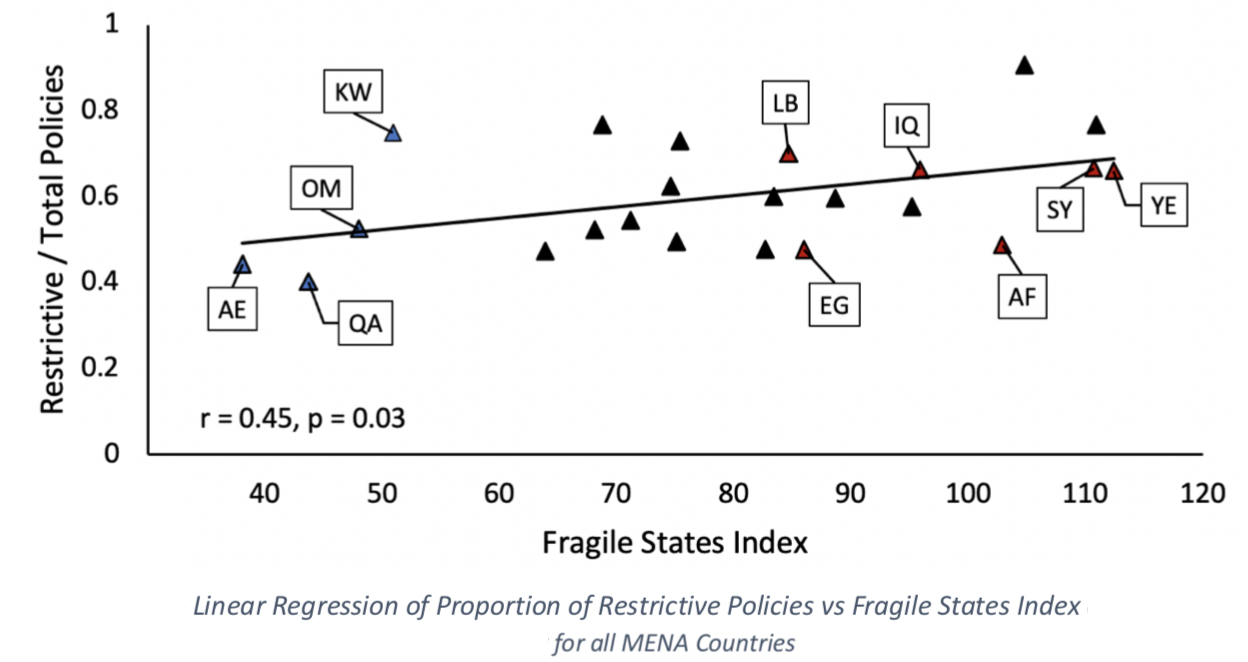 Restrictive / Total Policies
1
0.8
0.6
0.4
0.2
0
KW
OM
AE
QA
LB
IQ
EG
SY
YE
AF
r = 0.45, p = 0.03
40 50 60 70 80 90 100 110 120
Fragile States Index
Linear Regression of Proportion of Restrictive Policies vs Fragile States Index
for all MENA Countries